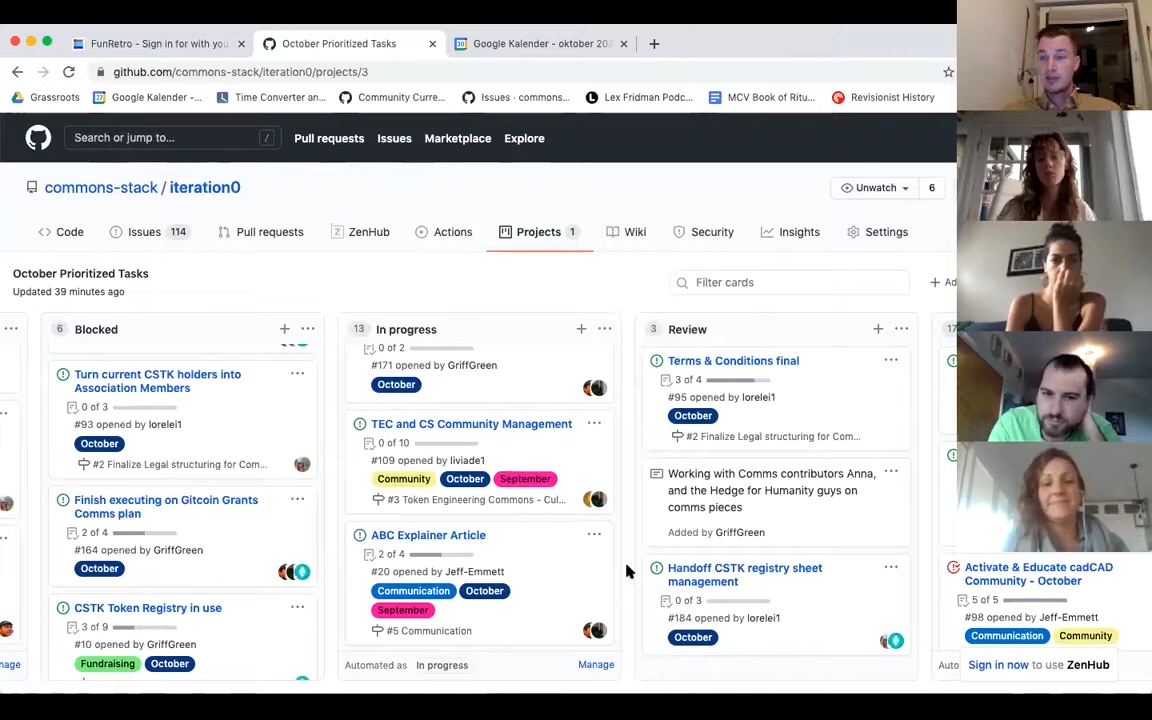 FunRetro - Sign in for with you
October Prioritized Tasks
Google Kalender - oktober 202
github.com/commons-stack/iteration0/projects/3
Grassroots
Google Kalender -...
Time Converter an...
Community Curre...
Issues · commons...
Lex Fridman Podc...
MCV Book of Ritu...
Revisionist History
Search or jump to...
/
Pull requests
Issues
Marketplace
Explore
commons-stack / iteration0
Unwatch
6
Code
Issues 114
Pull requests
ZenHub
Actions
Projects 1
Wiki
Security
Insights
Settings
October Prioritized Tasks
Updated 39 minutes ago
Filter cards
+ Ad
6 Blocked
Turn current CSTK holders into
Association Members
0 of 3
#93 opened by lorelei1
October
#2 Finalize Legal structuring for Com...
Finish executing on Gitcoin Grants
Comms plan
2 of 4
#164 opened by GriffGreen
October
CSTK Token Registry in use
3 of 9
#10 opened by GriffGreen
Fundraising October
nage
13 In progress
0 of 2
#171 opened by GriffGreen
October
TEC and CS Community Management
0 of 10
#109 opened by liviade1
Community October September
#3 Token Engineering Commons - Cul...
ABC Explainer Article
2 of 4
#20 opened by Jeff-Emmett
Communication October
September
#5 Communication
Automated as In progress
Manage
3 Review
Terms & Conditions final
3 of 4
#95 opened by lorelei1
October
#2 Finalize Legal structuring for Com...
Working with Comms contributors Anna,
and the Hedge for Humanity guys on
comms pieces
Added by GriffGreen
Handoff CSTK registry sheet
management
0 of 3
#184 opened by lorelei1
October
17
Activate & Educate cadCAD
Community - October
5 of 5
#98 opened by Jeff-Emmett
Communication Community
Auto
Sign in now to use ZenHub